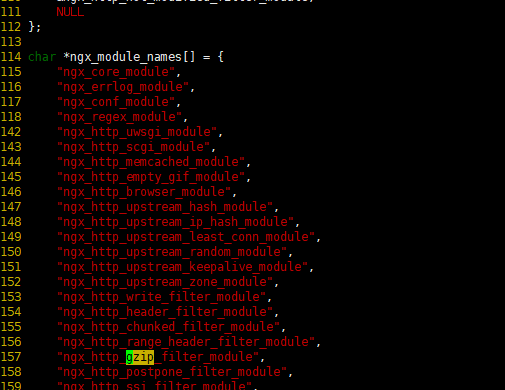 111     NULL
112 };
113
114 char *ngx_module_names[] = {
115     "ngx_core_module",
116     "ngx_errlog_module",
117     "ngx_conf_module",
118     "ngx_regex_module",
142     "ngx_http_uwsgi_module",
143     "ngx_http_scgi_module",
144     "ngx_http_memcached_module",
145     "ngx_http_empty_gif_module",
146     "ngx_http_browser_module",
147     "ngx_http_upstream_hash_module",
148     "ngx_http_upstream_ip_hash_module",
149     "ngx_http_upstream_least_conn_module",
150     "ngx_http_upstream_random_module",
151     "ngx_http_upstream_keepalive_module",
152     "ngx_http_upstream_zone_module",
153     "ngx_http_write_filter_module",
154     "ngx_http_header_filter_module",
155     "ngx_http_chunked_filter_module",
156     "ngx_http_range_header_filter_module",
157     "ngx_http_gzip_filter_module",
158     "ngx_http_postpone_filter_module",
159     "ngx_http_ssi_filter_module",